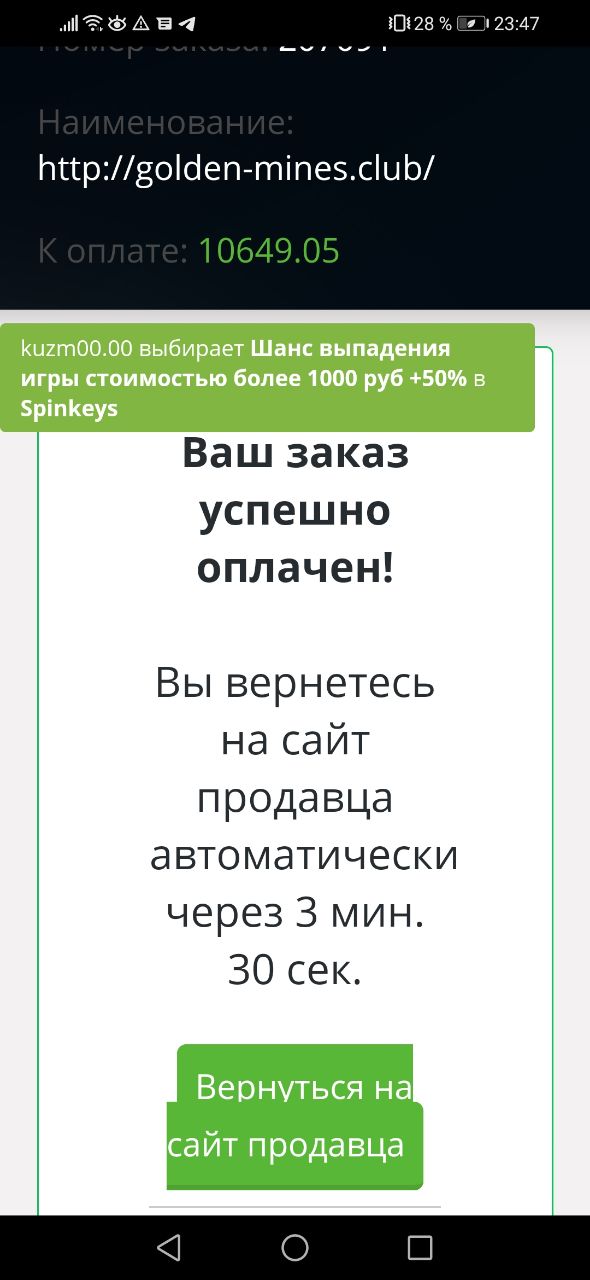 28 % 23:47
Номер заказа: 267091
Наименование:
http://golden-mines.club/
К оплате: 10649.05
kuzm00.00 выбирает Шанс выпадения
игры стоимостью более 1000 руб +50% в
Spinkeys
Ваш заказ
успешно
оплачен!
Вы вернетесь
на сайт
продавца
автоматически
через 3 мин.
30 сек.
Вернуться на
сайт продавца